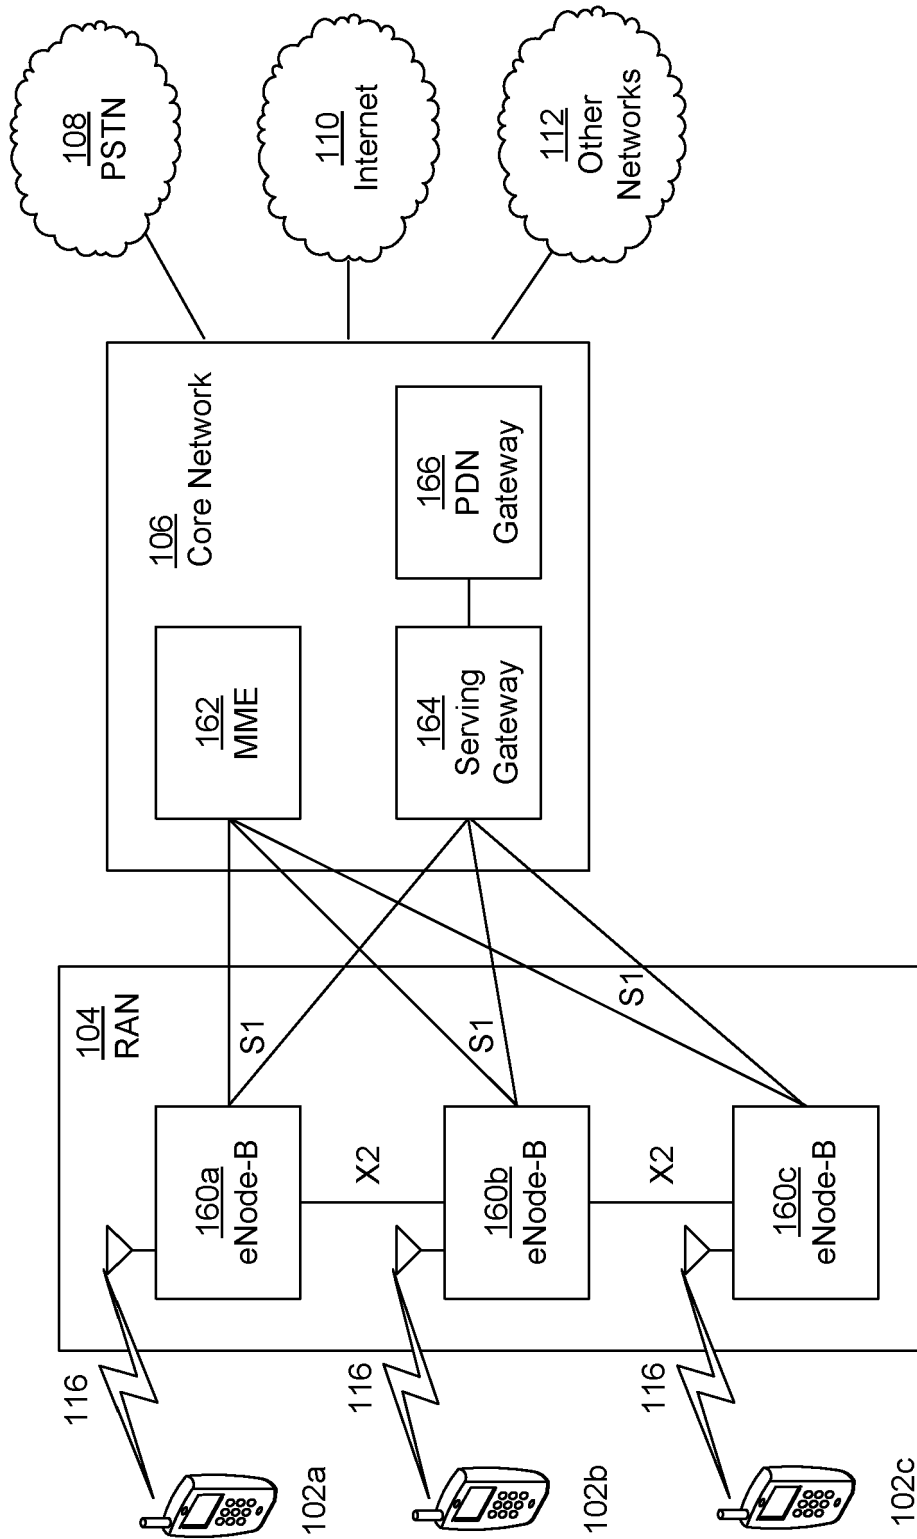 102a
116
160a
eNode-B
104
RAN
S1
X2
102b
116
160b
eNode-B
S1
X2
102c
116
160c
eNode-B
S1
106
Core Network
162
MME
164
Serving
Gateway
166
PDN
Gateway
108
PSTN
110
Internet
112
Other
Networks